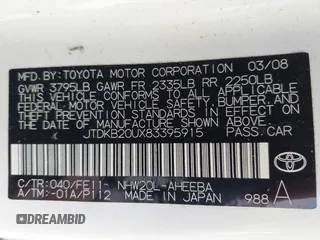 MFD.BY:TOYOTA MOTOR CORPORATION 03/08
GVWR 3795LB GAWR FR 2335LB RR 2250LB
THIS VEHICLE CONFORMS TO ALL APPLICABLE
FEDERAL MOTOR VEHICLE SAFETY, BUMPER,AND
THEFT PREVENTION STANDARDS IN EFFECT ON THE DATE OF
MANUFACTURE SHOWN ABOVE.
JTDKB20UX83395915 PASS.CAR
C/TR:040/FE11- NHW20L-AHEEBA
A/TM:-01A/P112 MADE IN JAPAN 988 A
TOYOTA